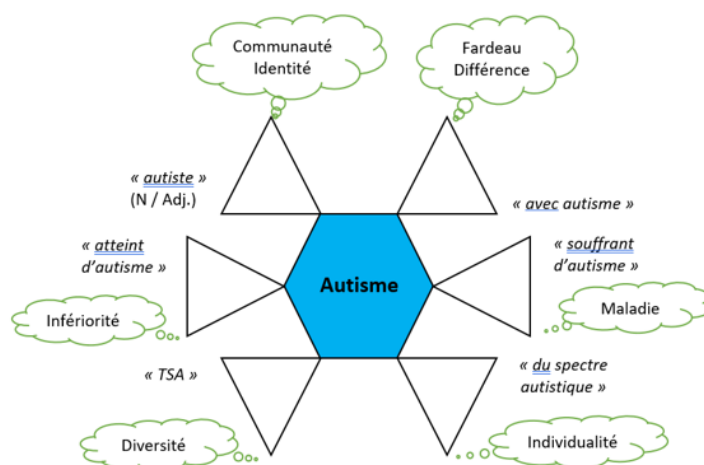 Communauté
Identité
Fardeau
Différence
« autiste »
(N / Adj.)
« avec autisme »
« atteint
d'autisme »
« souffrant
d'autisme »
Autisme
Infériorité
Maladie
« TSA »
« du spectre
autistique »
Diversité
Individualité